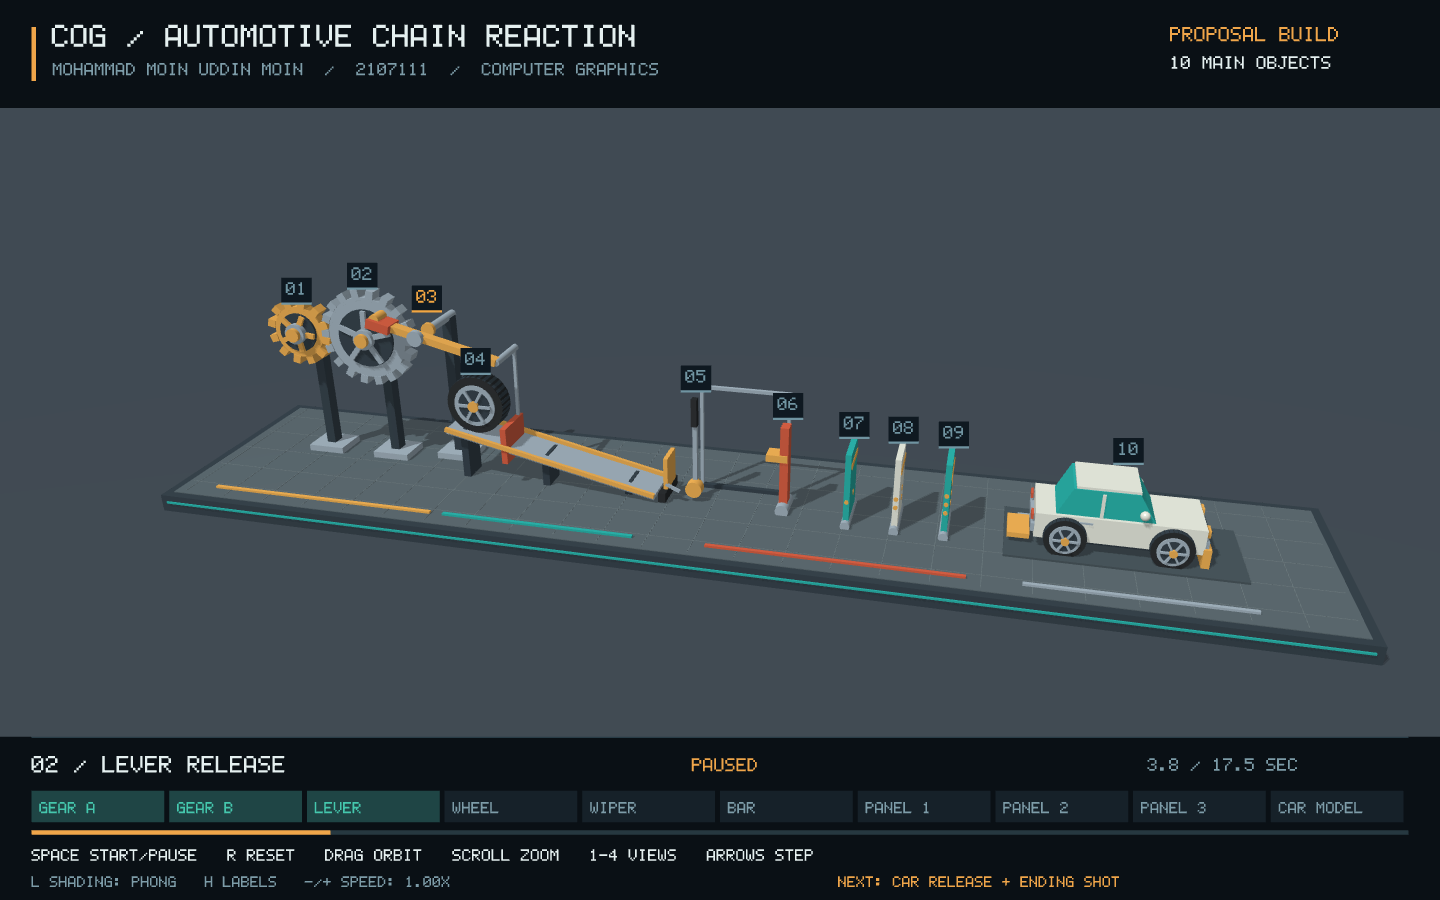 COG / AUTOMOTIVE CHAIN REACTION
PROPOSAL BUILD
MOHAMMAD MOIN UDDIN MOIN / 2107111 / COMPUTER GRAPHICS
10 MAIN OBJECTS
01
02
03
04
05
06
07
08
09
10
02 / LEVER RELEASE
PAUSED
3.8 / 17.5 SEC
GEAR A
GEAR B
LEVER
WHEEL
WIPER
BAR
PANEL 1
PANEL 2
PANEL 3
CAR MODEL
SPACE START/PAUSE R RESET DRAG ORBIT SCROLL ZOOM 1-4 VIEWS ARROWS STEP
L SHADING: PHONG H LABELS -/+ SPEED: 1.00X
NEXT: CAR RELEASE + ENDING SHOT